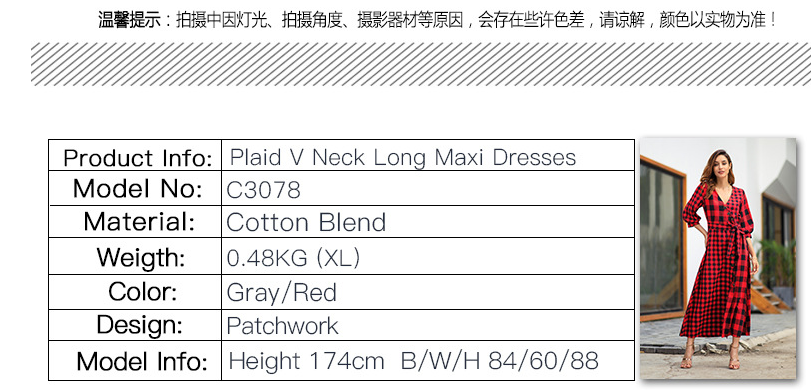 温馨提示：拍摄中因灯光、拍摄角度、摄影器材等原因，会存在些许色差，请谅解，颜色以实物为准！
Product Info: Plaid V Neck Long Maxi Dresses
Model No: C3078
Material: Cotton Blend
Weigth: 0.48KG (XL)
Color: Gray/Red
Design: Patchwork
Model Info: Height 174cm B/W/H 84/60/88